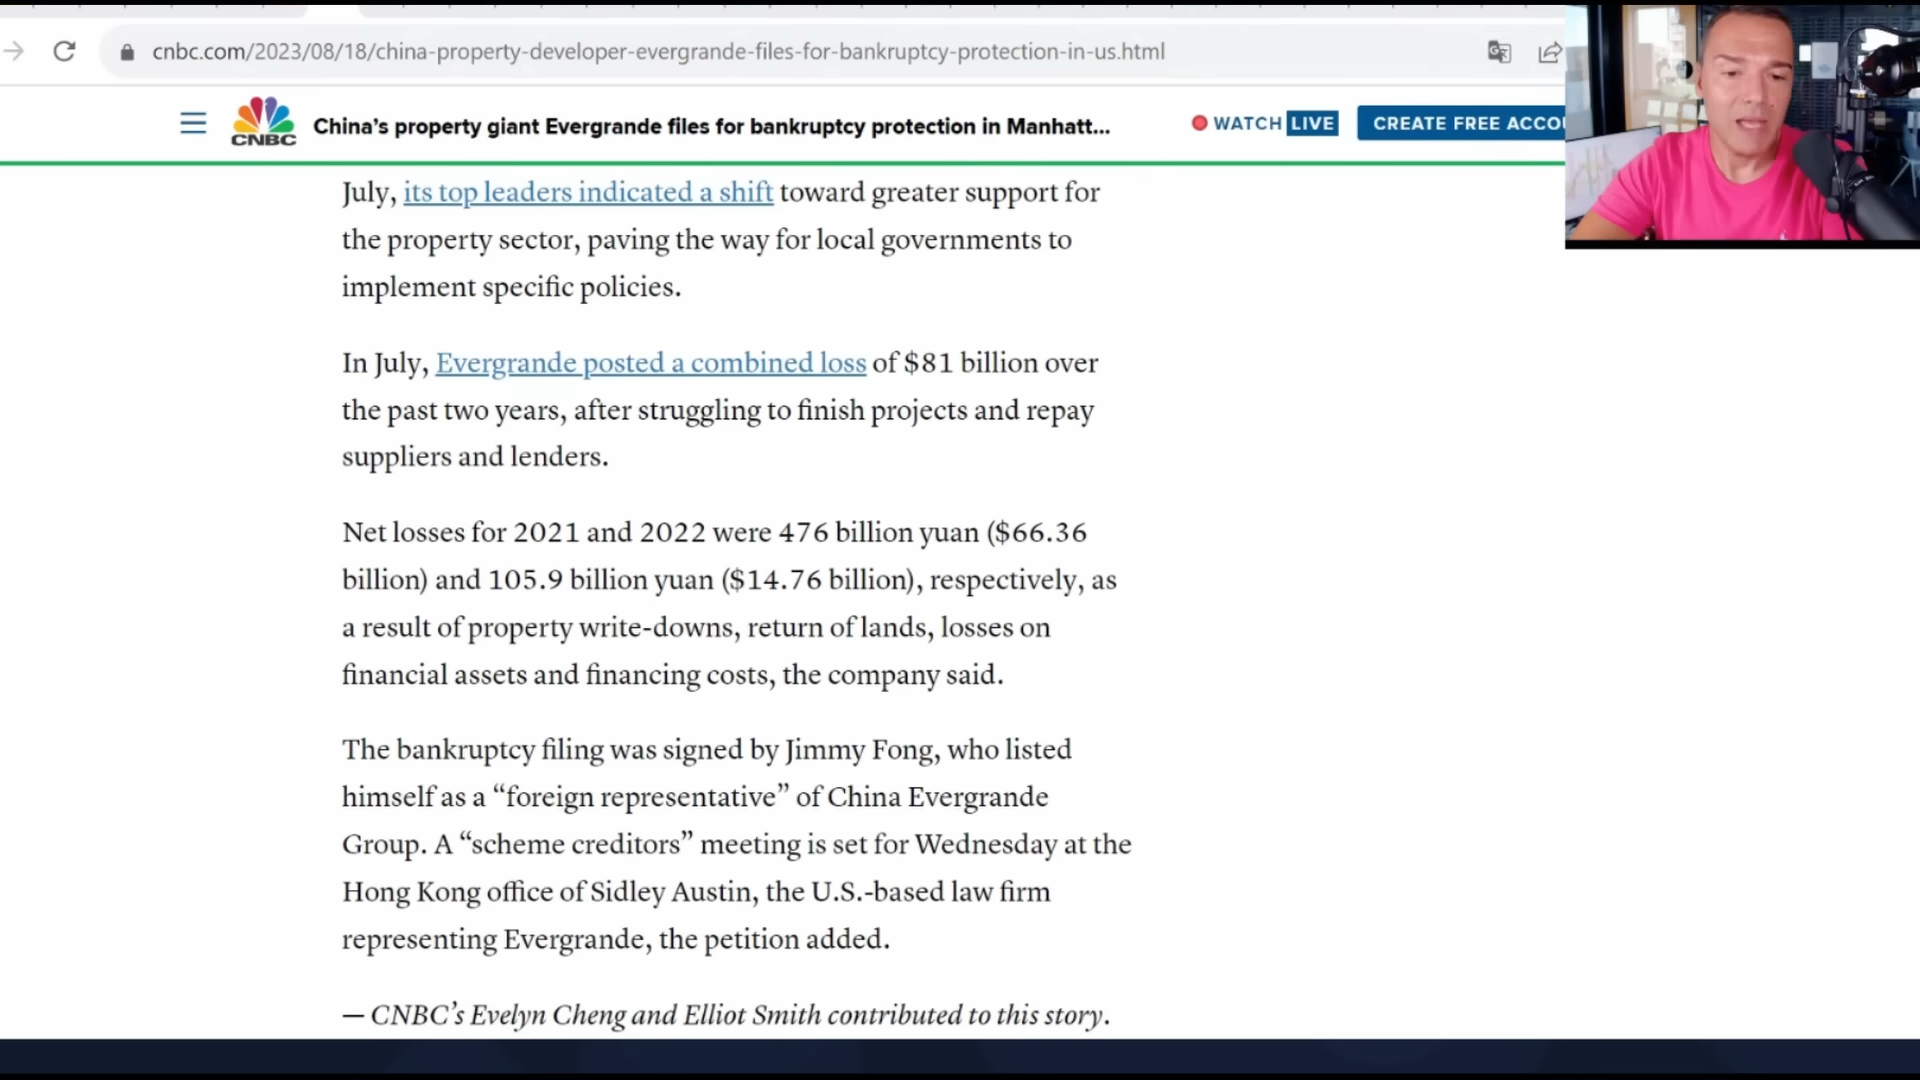 cnbc.com/2023/08/18/china-property-developer-evergrande-files-for-bankruptcy-protection-in-us.html
CNBC
China’s property giant Evergrande files for bankruptcy protection in Manhatt...
WATCH LIVE
CREATE FREE ACCOU
July, its top leaders indicated a shift toward greater support for
the property sector, paving the way for local governments to
implement specific policies.
In July, Evergrande posted a combined loss of $81 billion over
the past two years, after struggling to finish projects and repay
suppliers and lenders.
Net losses for 2021 and 2022 were 476 billion yuan ($66.36
billion) and 105.9 billion yuan ($14.76 billion), respectively, as
a result of property write-downs, return of lands, losses on
financial assets and financing costs, the company said.
The bankruptcy filing was signed by Jimmy Fong, who listed
himself as a “foreign representative” of China Evergrande
Group. A “scheme creditors” meeting is set for Wednesday at the
Hong Kong office of Sidley Austin, the U.S.-based law firm
representing Evergrande, the petition added.
— CNBC’s Evelyn Cheng and Elliot Smith contributed to this story.